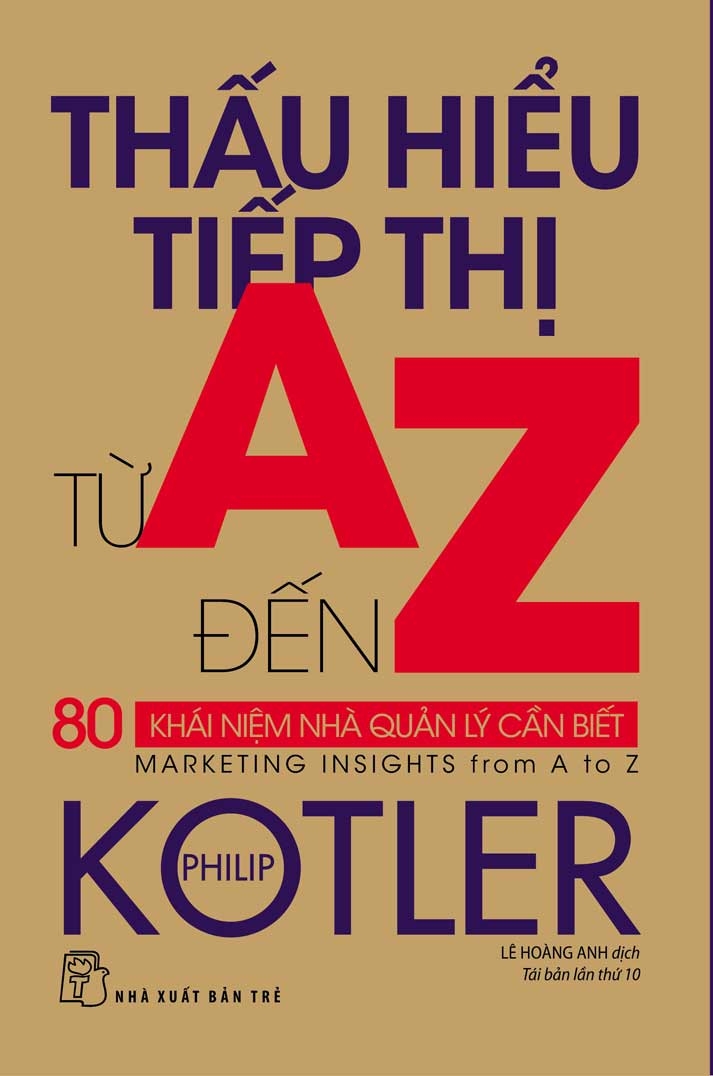 THẤU HIỂU
TIẾP THỊ
TỪ A
ĐẾN Z
80 KHÁI NIỆM NHÀ QUẢN LÝ CẦN BIẾT
MARKETING INSIGHTS from A to Z
PHILIP
KOTLER
LÊ HOÀNG ANH dịch
Tái bản lần thứ 10
T
NHÀ XUẤT BẢN TRẺ